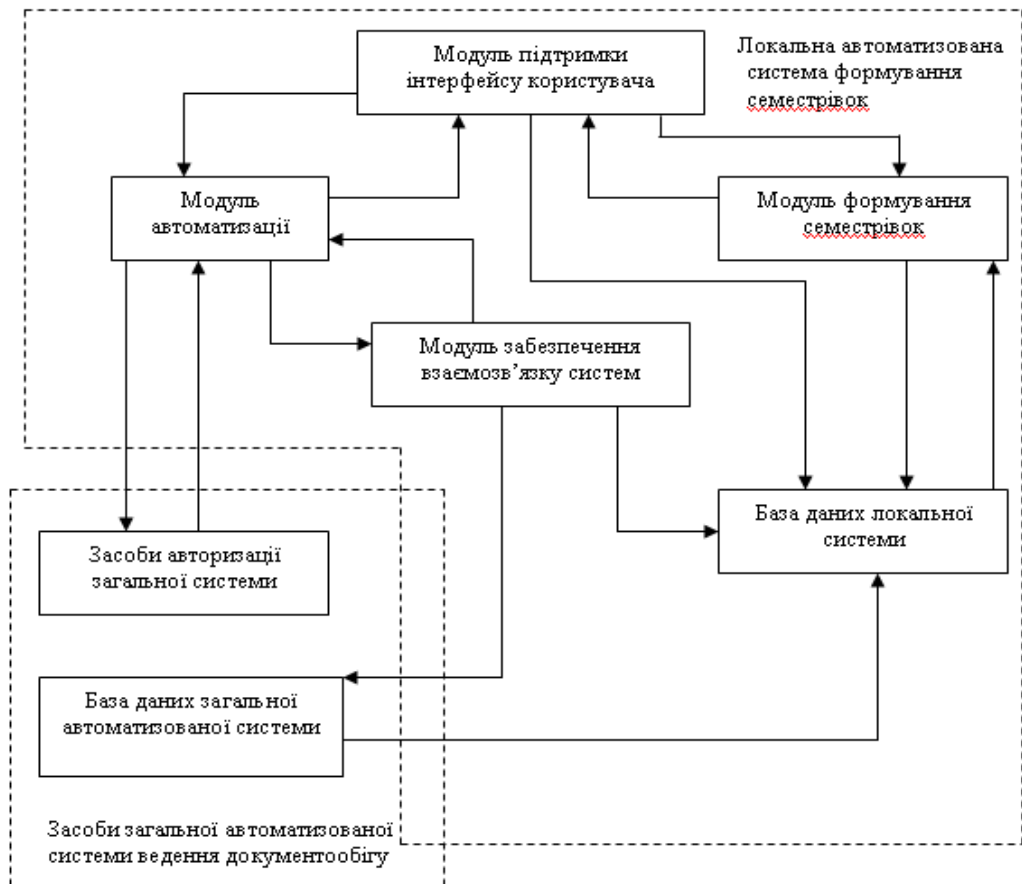 Модуль підтримки
інтерфейсу користувача
Локальна автоматизована
система формування
семестрівок
Модуль
автоматизації
Модуль формування
семестрівок
Модуль забезпечення
взаємозв’язку систем
База даних локальної
системи
Засоби авторизації
загальної системи
База даних загальної
автоматизованої системи
Засоби загальної автоматизованої
системи ведення документообігу